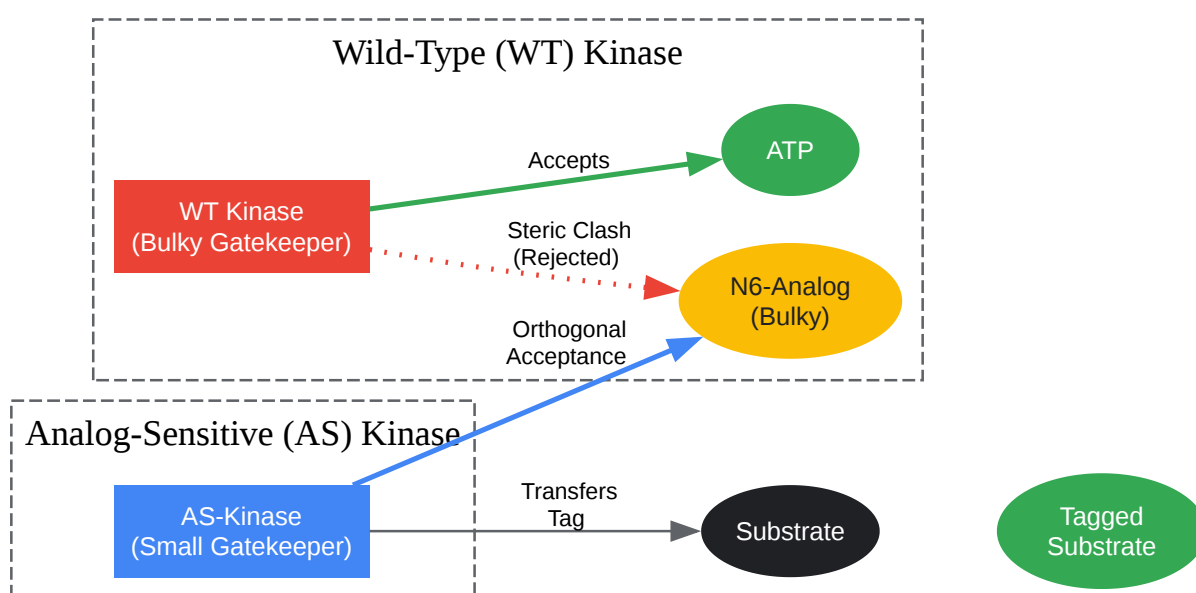 Wild-Type (WT) Kinase
Accepts
ATP
WT Kinase
(Bulky Gatekeeper)
Steric Clash
(Rejected)
N6-Analog
(Bulky)
Orthogonal
Acceptance
Analog-Sensitive (AS) Kinase
AS-Kinase
(Small Gatekeeper)
Transfers
Tag
Substrate
Tagged
Substrate